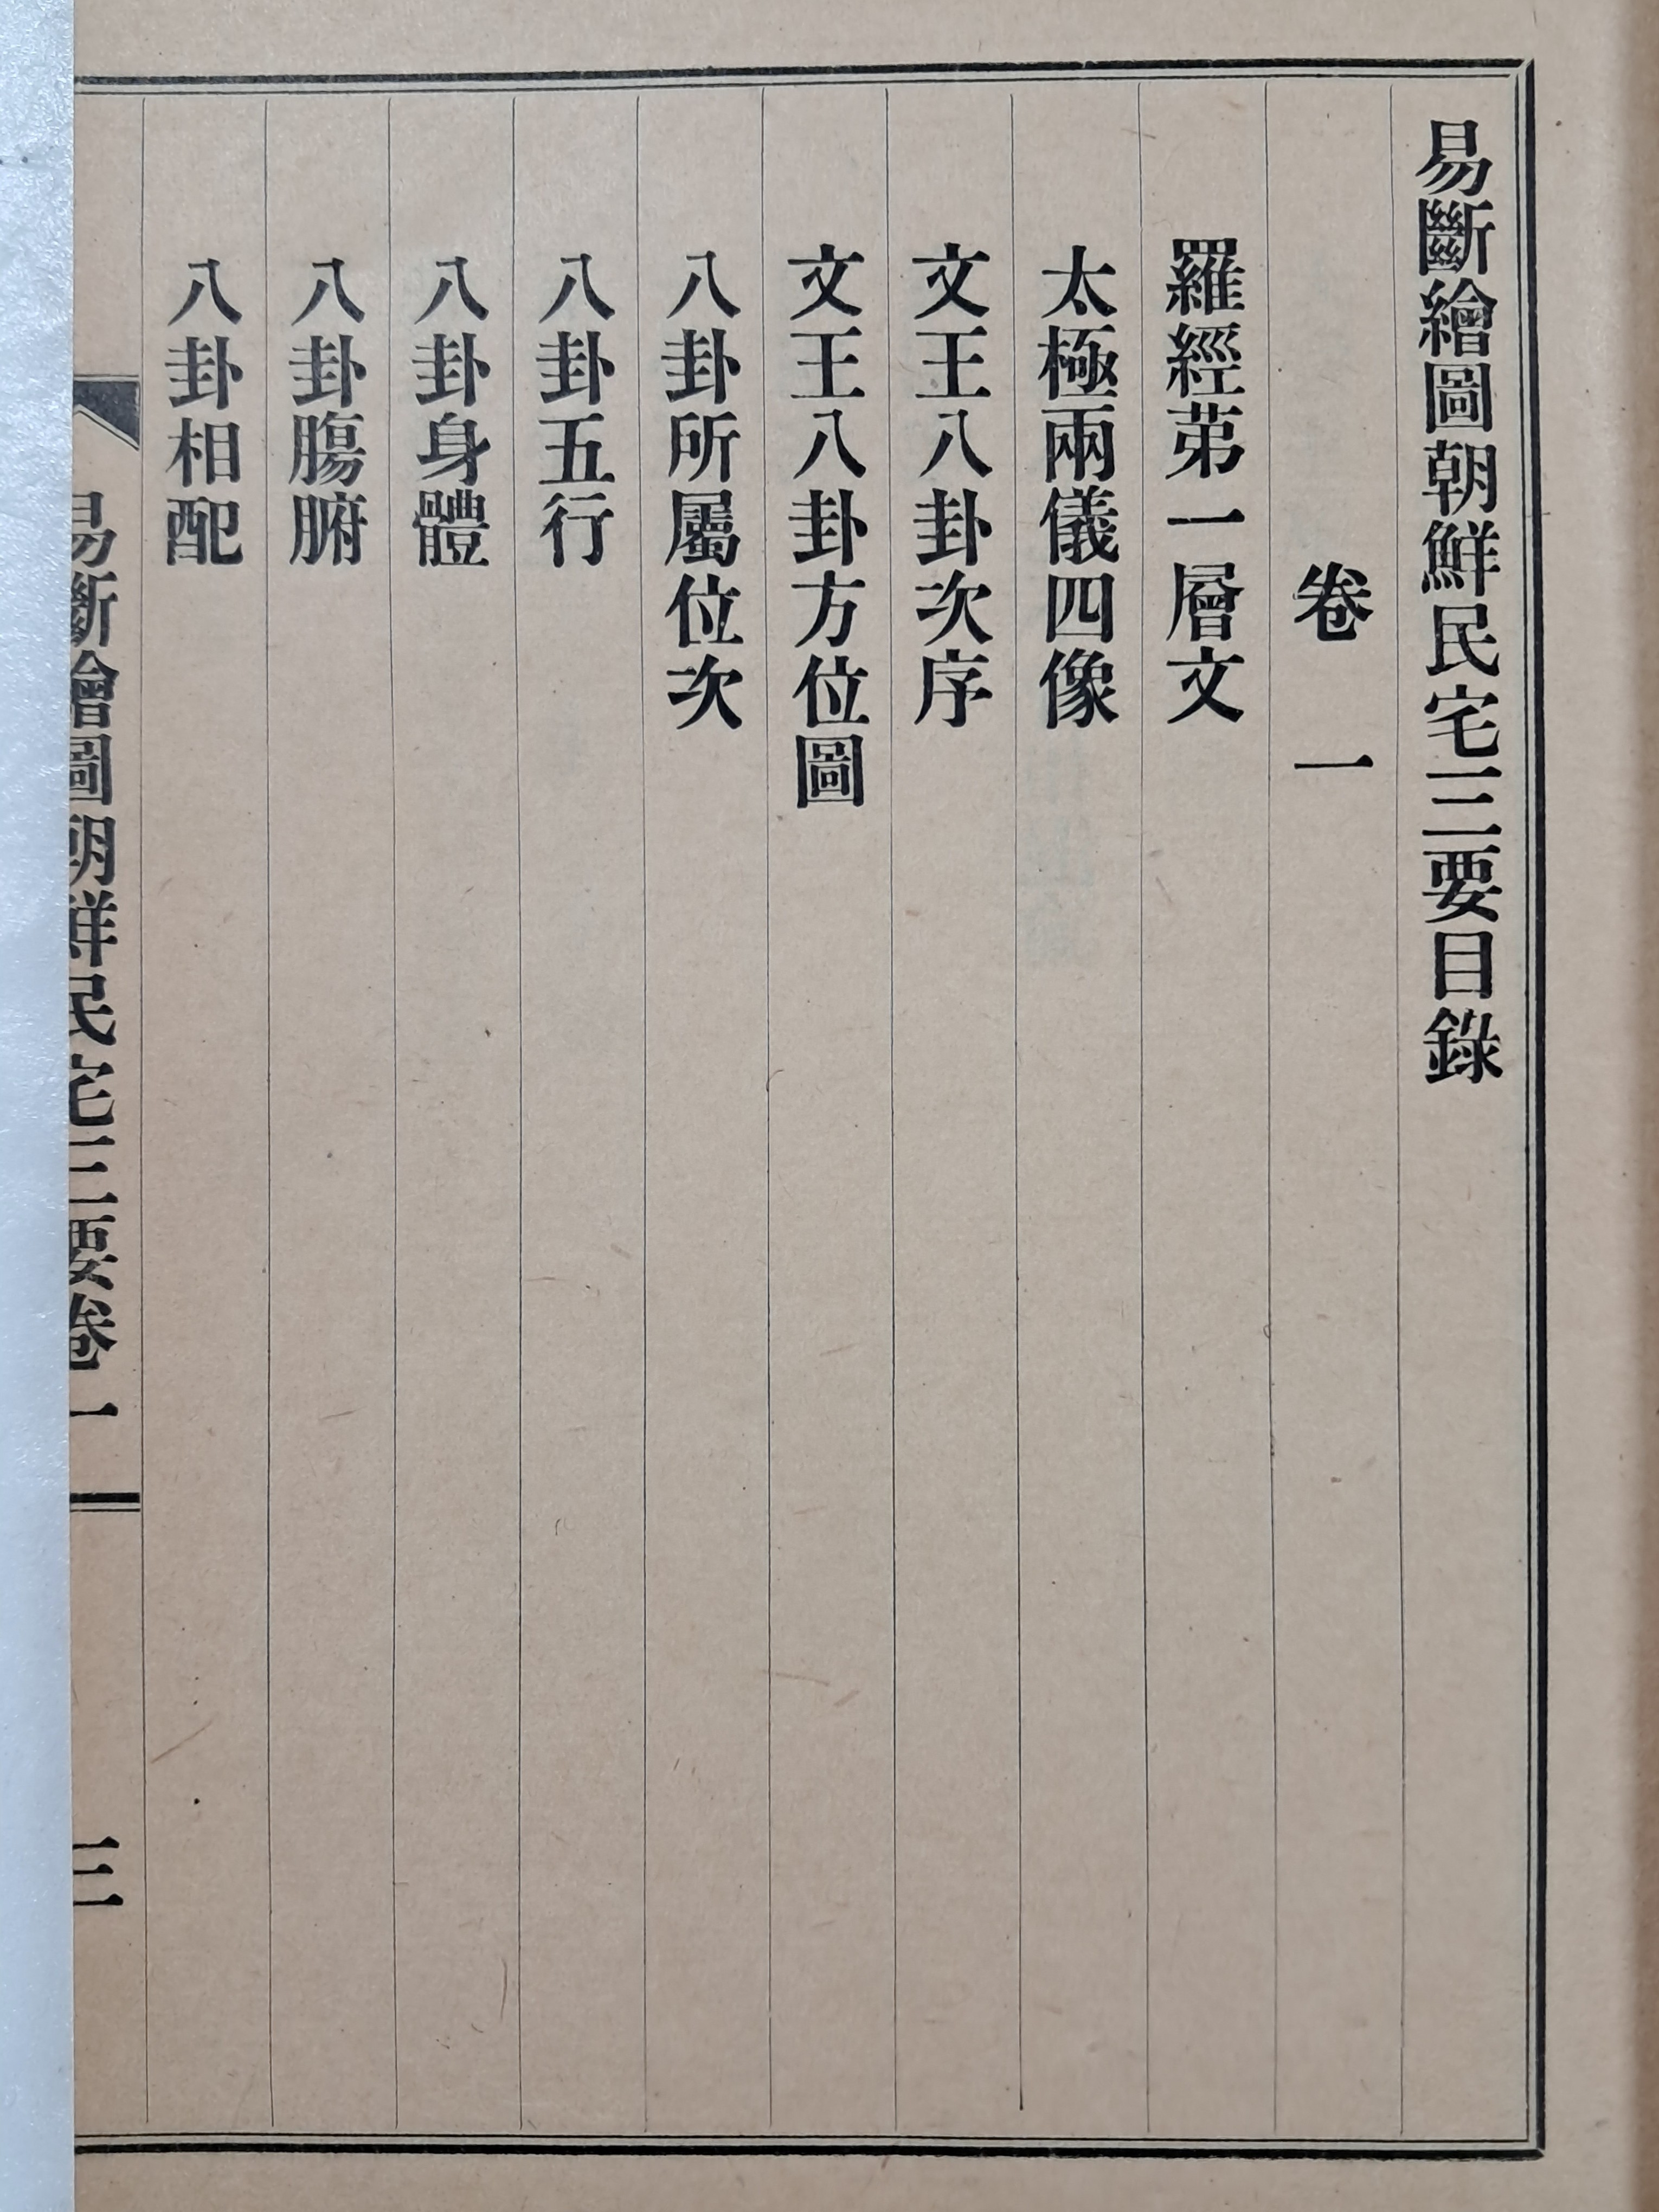 易斷繪圖朝鮮民宅三要目錄
卷一
羅經苐一層文
太極兩儀四像
文王八卦次序
文王八卦方位圖
八卦所屬位次
八卦五行
八卦身體
八卦膓腑
八卦相配
易斷繪圖朝鮮民宅三要卷一
三